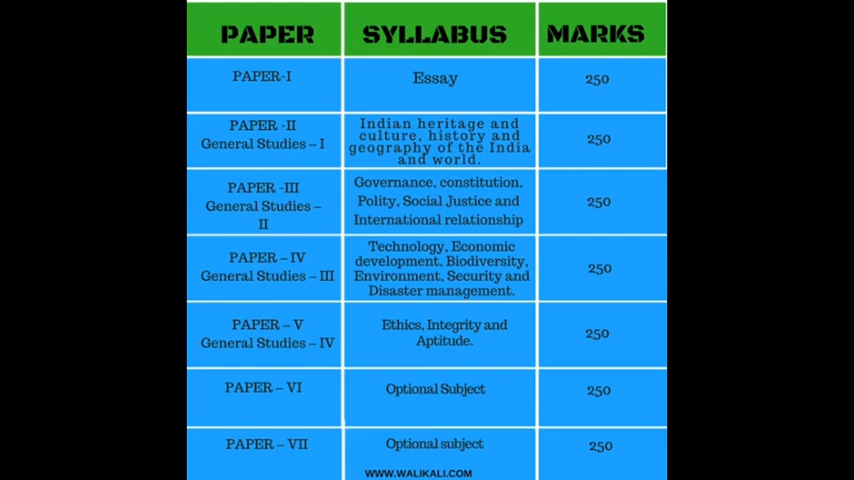 PAPER SYLLABUS MARKS
PAPER-I Essay 250
PAPER -II
General Studies – I
Indian heritage and
culture, history and
geography of the India
and world.
250
PAPER -III
General Studies –
II
Governance, constitution,
Polity, Social Justice and
International relationship
250
PAPER – IV
General Studies – III
Technology, Economic
development, Biodiversity,
Environment, Security and
Disaster management.
250
PAPER – V
General Studies – IV
Ethics, Integrity and
Aptitude.
250
PAPER – VI Optional Subject 250
PAPER – VII Optional subject 250
WWW.WALIKALI.COM